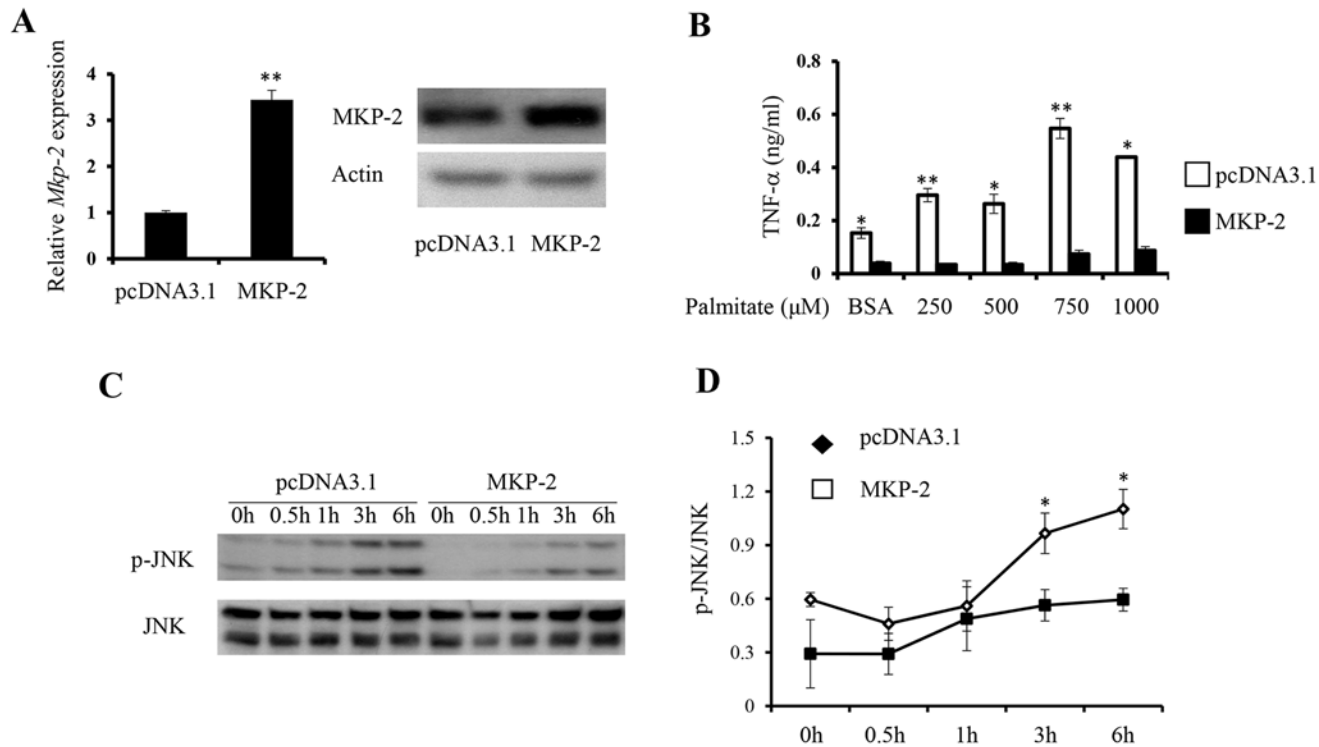 A
Relative Mkp-2 expression
4
3
2
1
0
**
pcDNA3.1 MKP-2
MKP-2
Actin
pcDNA3.1 MKP-2
B
TNF-α (ng/ml)
0.8
0.6
0.4
0.2
0
* ** * ** *
pcDNA3.1
MKP-2
Palmitate (μM) BSA 250 500 750 1000
C
pcDNA3.1 MKP-2
0h 0.5h 1h 3h 6h 0h 0.5h 1h 3h 6h
p-JNK
JNK
D
p-JNK/JNK
1.5
1.2
0.9
0.6
0.3
0
pcDNA3.1
MKP-2
* *
0h 0.5h 1h 3h 6h